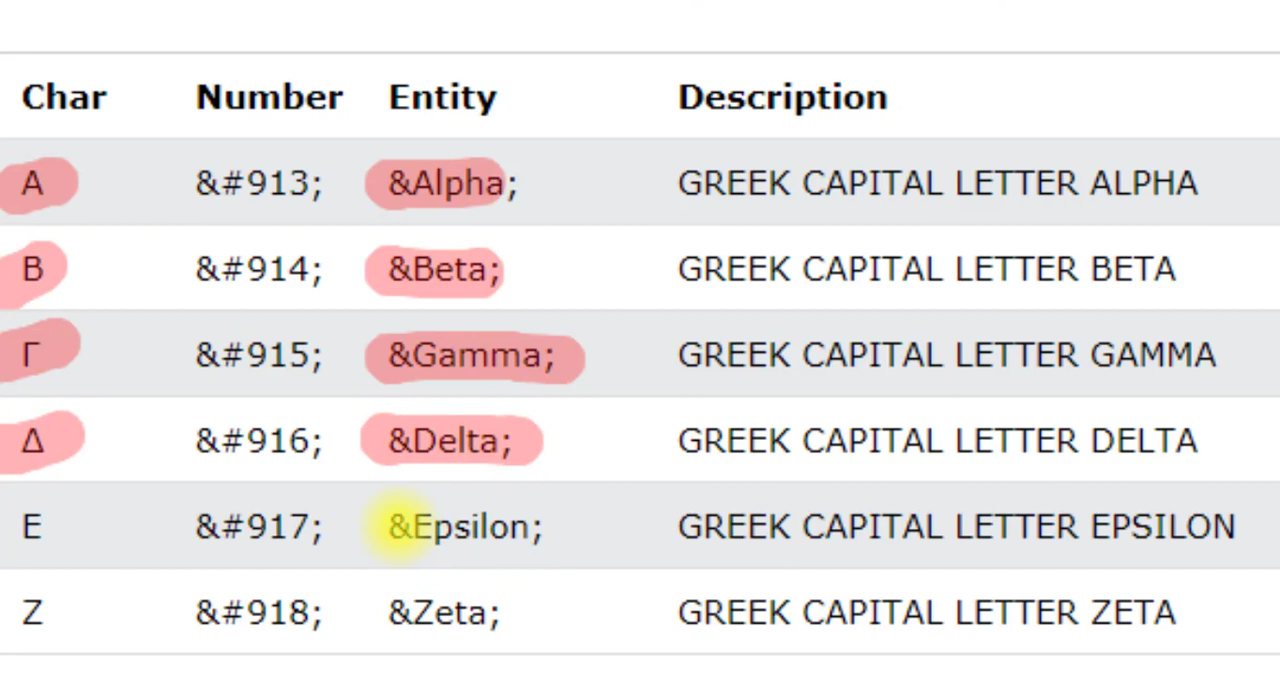 Char Number Entity Description
Α &#913; &Alpha; GREEK CAPITAL LETTER ALPHA
Β &#914; &Beta; GREEK CAPITAL LETTER BETA
Γ &#915; &Gamma; GREEK CAPITAL LETTER GAMMA
Δ &#916; &Delta; GREEK CAPITAL LETTER DELTA
Ε &#917; &Epsilon; GREEK CAPITAL LETTER EPSILON
Ζ &#918; &Zeta; GREEK CAPITAL LETTER ZETA